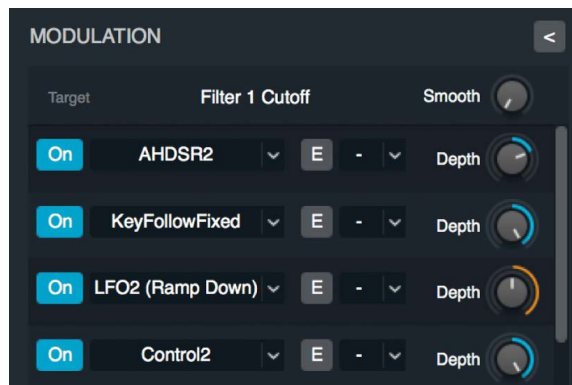 MODULATION <
Target Filter 1 Cutoff Smooth
On AHDSR2 E - Depth
On KeyFollowFixed E - Depth
On LFO2 (Ramp Down) E - Depth
On Control2 E - Depth